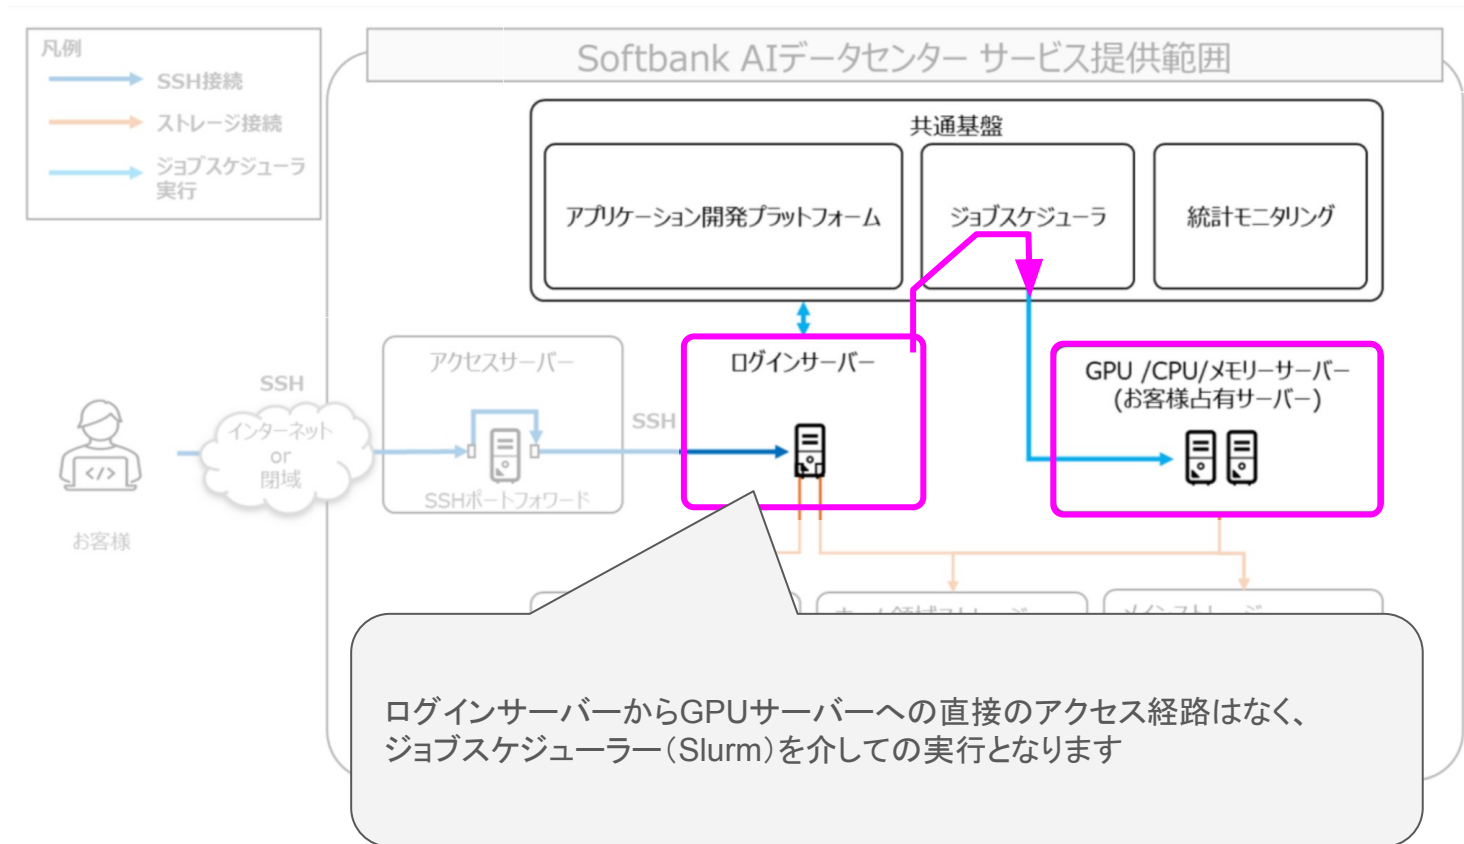 凡例
SSH接続
ストレージ接続
ジョブスケジューラ
実行
Softbank AIデータセンター サービス提供範囲
共通基盤
アプリケーション開発プラットフォーム
ジョブスケジューラ
統計モニタリング
アクセスサーバー
SSHポートフォワード
SSH
インターネット
or
閉域
お客様
SSH
ログインサーバー
GPU /CPU/メモリーサーバー
(お客様占有サーバー)
ログインサーバーからGPUサーバーへの直接のアクセス経路はなく、
ジョブスケジューラー（Slurm）を介しての実行となります